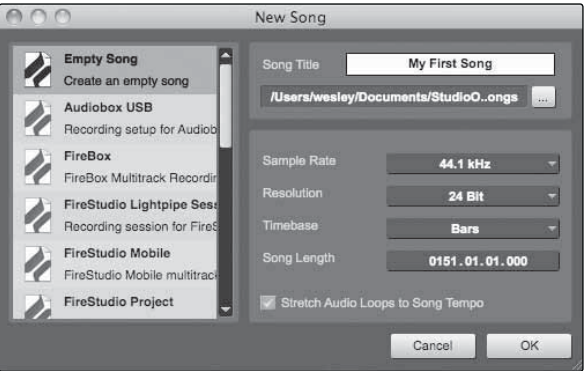 New Song
Empty Song
Create an empty song
Audiobox USB
Recording setup for Audiob
FireBox
FireBox Multitrack Recordin
FireStudio Lightpipe Ses
Recording session for FireS
FireStudio Mobile
FireStudio Mobile multitrac
FireStudio Project
Song Title
My First Song
/Users/wesley/Documents/StudioO..ongs
...
Sample Rate
44.1 kHz
Resolution
24 Bit
Timebase
Bars
Song Length
0151.01.01.000
Stretch Audio Loops to Song Tempo
Cancel
OK